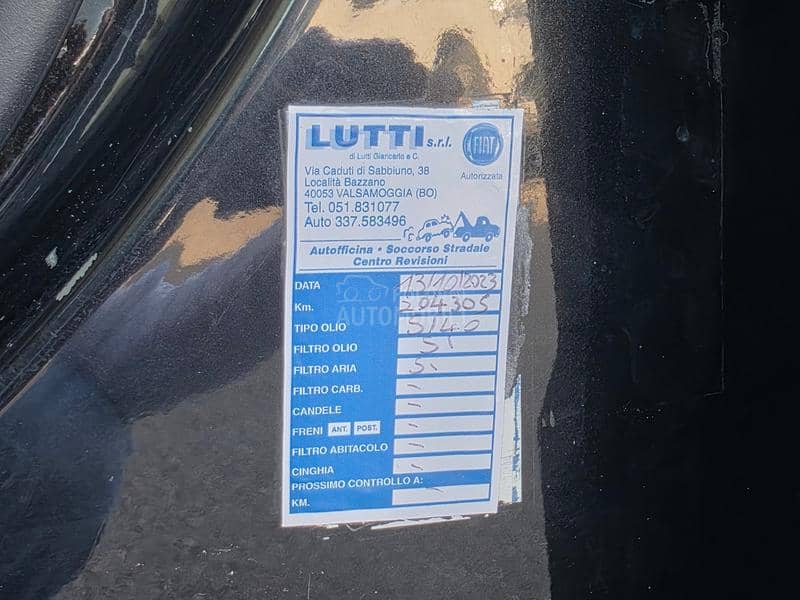 LUTTI s.r.l.
di Lutti Giancarlo e C.
FIAT
Autorizzata
Via Caduti di Sabbiuno, 38
Località Bazzano
40053 VALSAMOGGIA (BO)
Tel. 051.831077
Auto 337.583496
Autofficina • Soccorso Stradale
Centro Revisioni
DATA 13/10/2023
Km. 204305
TIPO OLIO 5/40
FILTRO OLIO SI
FILTRO ARIA SI
FILTRO CARB. -
CANDELE -
FRENI ANT. POST. -
FILTRO ABITACOLO -
CINGHIA -
PROSSIMO CONTROLLO A:
KM. -